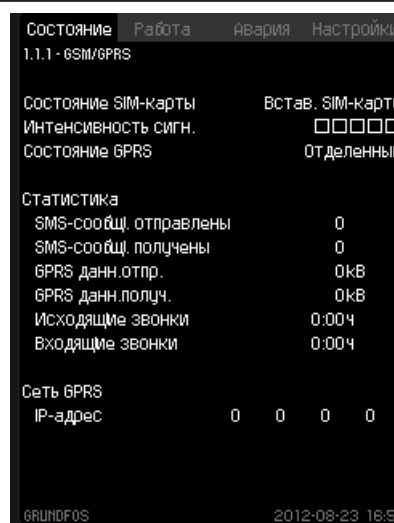 Состояние Работа Авария Настройки
1.1.1 - GSM/GPRS
Состояние SIM-карты Встав. SIM-карт
Интенсивность сигн.
Состояние GPRS Отделенны
Статистика
SMS-сообщ. отправлены 0
SMS-сообщ. получены 0
GPRS данн.отпр. 0kB
GPRS данн.получ. 0kB
Исходящие звонки 0:00ч
Входящие звонки 0:00ч
Сеть GPRS
IP-адрес 0 0 0 0
GRUNDFOS 2012-08-23 16:5